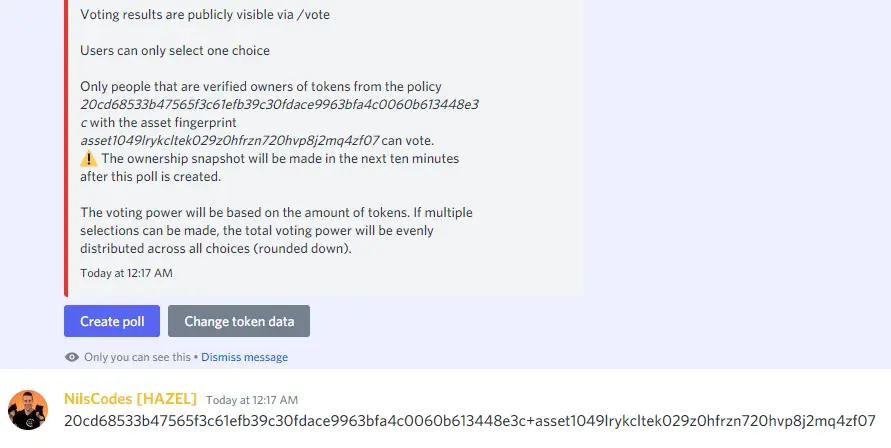 Voting results are publicly visible via /vote
Users can only select one choice
Only people that are verified owners of tokens from the policy
20cd68533b47565f3c61efb39c30fdace9963bfa4c0060b613448e3
c with the asset fingerprint
asset1049lrykcltek029z0hfrzn720hvp8j2mq4zf07 can vote.
⚠️ The ownership snapshot will be made in the next ten minutes
after this poll is created.
The voting power will be based on the amount of tokens. If multiple
selections can be made, the total voting power will be evenly
distributed across all choices (rounded down).
Today at 12:17 AM
Create poll Change token data
Only you can see this • Dismiss message
NilsCodes [HAZEL] Today at 12:17 AM
20cd68533b47565f3c61efb39c30fdace9963bfa4c0060b613448e3c+asset1049lrykcltek029z0hfrzn720hvp8j2mq4zf07